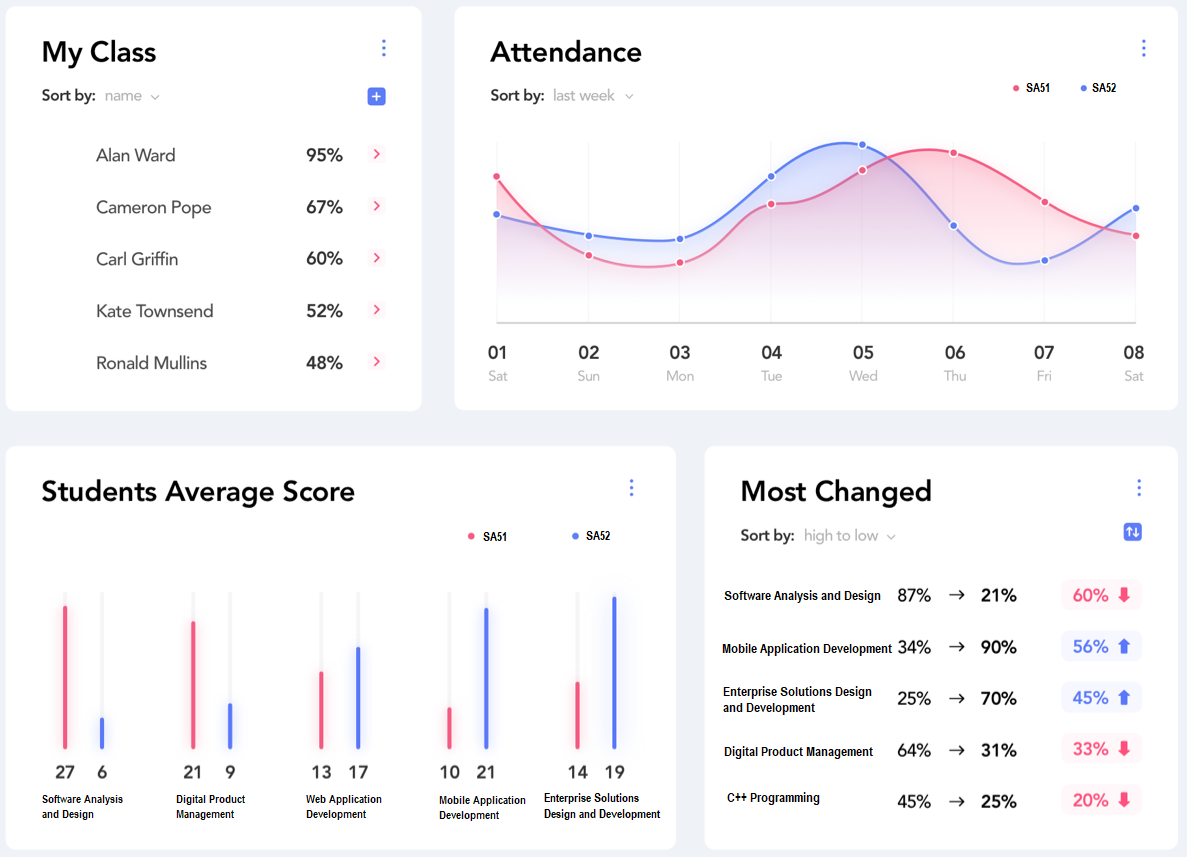 My Class
Sort by: name
Alan Ward 95%
Cameron Pope 67%
Carl Griffin 60%
Kate Townsend 52%
Ronald Mullins 48%
Attendance
Sort by: last week
SA51 SA52
01 02 03 04 05 06 07 08
Sat Sun Mon Tue Wed Thu Fri Sat
Students Average Score
SA51 SA52
27 6 21 9 13 17 10 21 14 19
Software Analysis
and Design
Digital Product
Management
Web Application
Development
Mobile Application
Development
Enterprise Solutions
Design and Development
Most Changed
Sort by: high to low
Software Analysis and Design 87% → 21% 60%
Mobile Application Development 34% → 90% 56%
Enterprise Solutions Design
and Development 25% → 70% 45%
Digital Product Management 64% → 31% 33%
C++ Programming 45% → 25% 20%